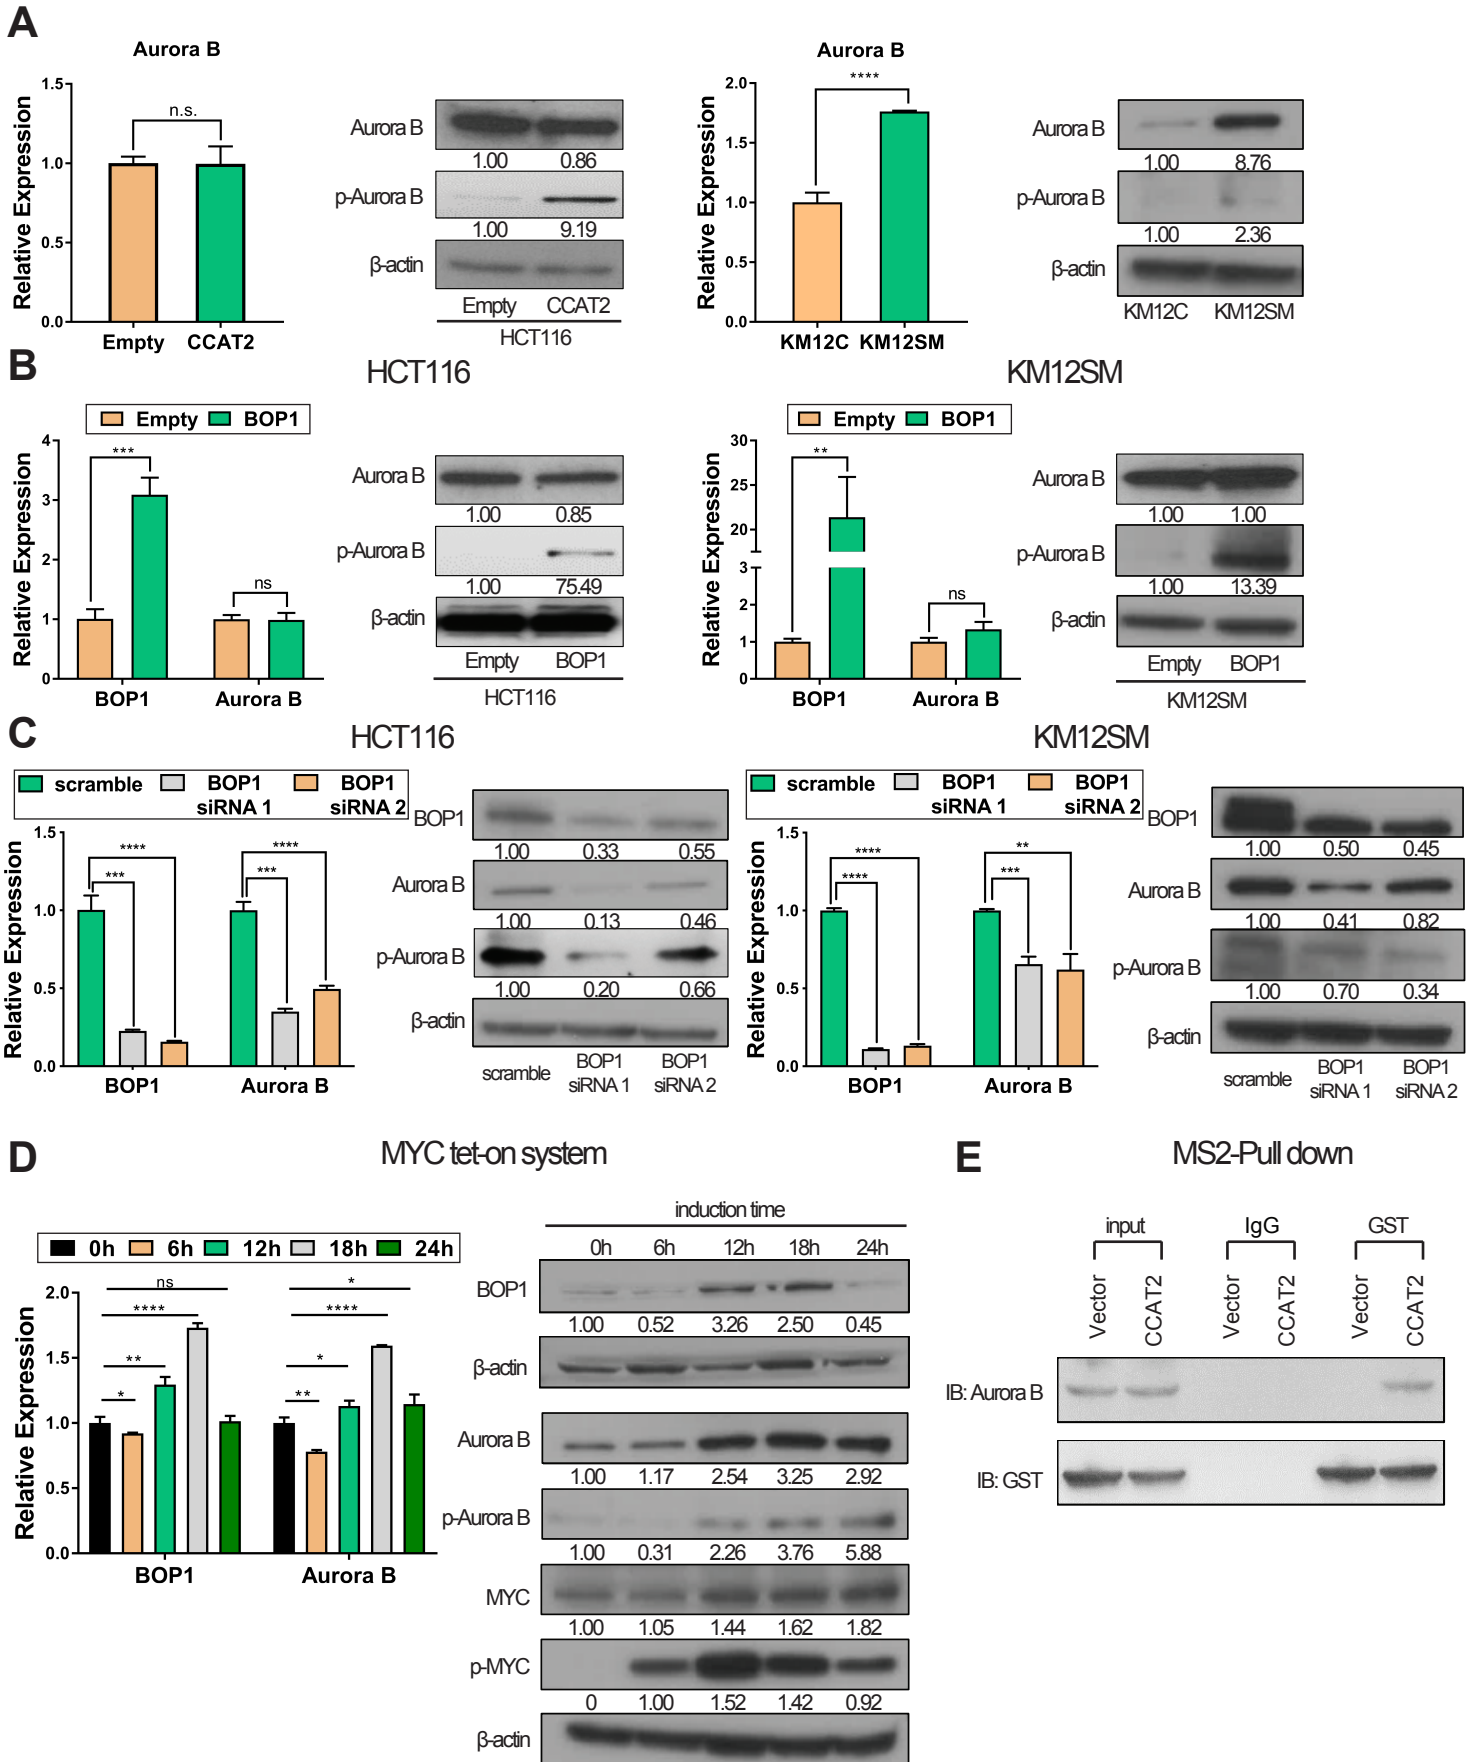 A
Aurora B
Relative Expression
1.5
1.0
0.5
0.0
n.s.
Empty CCAT2
Aurora B
1.00 0.86
p-Aurora B
1.00 9.19
β-actin
Empty CCAT2
HCT116
Aurora B
Relative Expression
2.0
1.5
1.0
0.5
0.0
****
KM12C KM12SM
Aurora B
1.00 8.76
p-Aurora B
1.00 2.36
β-actin
KM12C KM12SM
B
HCT116
Empty BOP1
Relative Expression
4
3
2
1
0
***
ns
BOP1 Aurora B
Aurora B
1.00 0.85
p-Aurora B
1.00 75.49
β-actin
Empty BOP1
HCT116
KM12SM
Empty BOP1
Relative Expression
30
25
20
3
2
1
0
**
ns
BOP1 Aurora B
Aurora B
1.00 1.00
p-Aurora B
1.00 13.39
β-actin
Empty BOP1
KM12SM
C
HCT116
scramble BOP1 BOP1
siRNA 1 siRNA 2
Relative Expression
1.5
1.0
0.5
0.0
****
***
****
***
BOP1 Aurora B
BOP1
1.00 0.33 0.55
Aurora B
1.00 0.13 0.46
p-Aurora B
1.00 0.20 0.66
β-actin
scramble BOP1 BOP1
siRNA 1 siRNA 2
KM12SM
scramble BOP1 BOP1
siRNA 1 siRNA 2
Relative Expression
1.5
1.0
0.5
0.0
****
****
**
***
BOP1 Aurora B
BOP1
1.00 0.50 0.45
Aurora B
1.00 0.41 0.82
p-Aurora B
1.00 0.70 0.34
β-actin
scramble BOP1 BOP1
siRNA 1 siRNA 2
D
MYC tet-on system
0h 6h 12h 18h 24h
Relative Expression
2.0
1.5
1.0
0.5
0.0
ns
****
**
*
*
****
*
**
BOP1 Aurora B
induction time
0h 6h 12h 18h 24h
BOP1
1.00 0.52 3.26 2.50 0.45
β-actin
Aurora B
1.00 1.17 2.54 3.25 2.92
p-Aurora B
1.00 0.31 2.26 3.76 5.88
MYC
1.00 1.05 1.44 1.62 1.82
p-MYC
0 1.00 1.52 1.42 0.92
β-actin
E
MS2-Pull down
input IgG GST
Vector CCAT2 Vector CCAT2 Vector CCAT2
IB: Aurora B
IB: GST